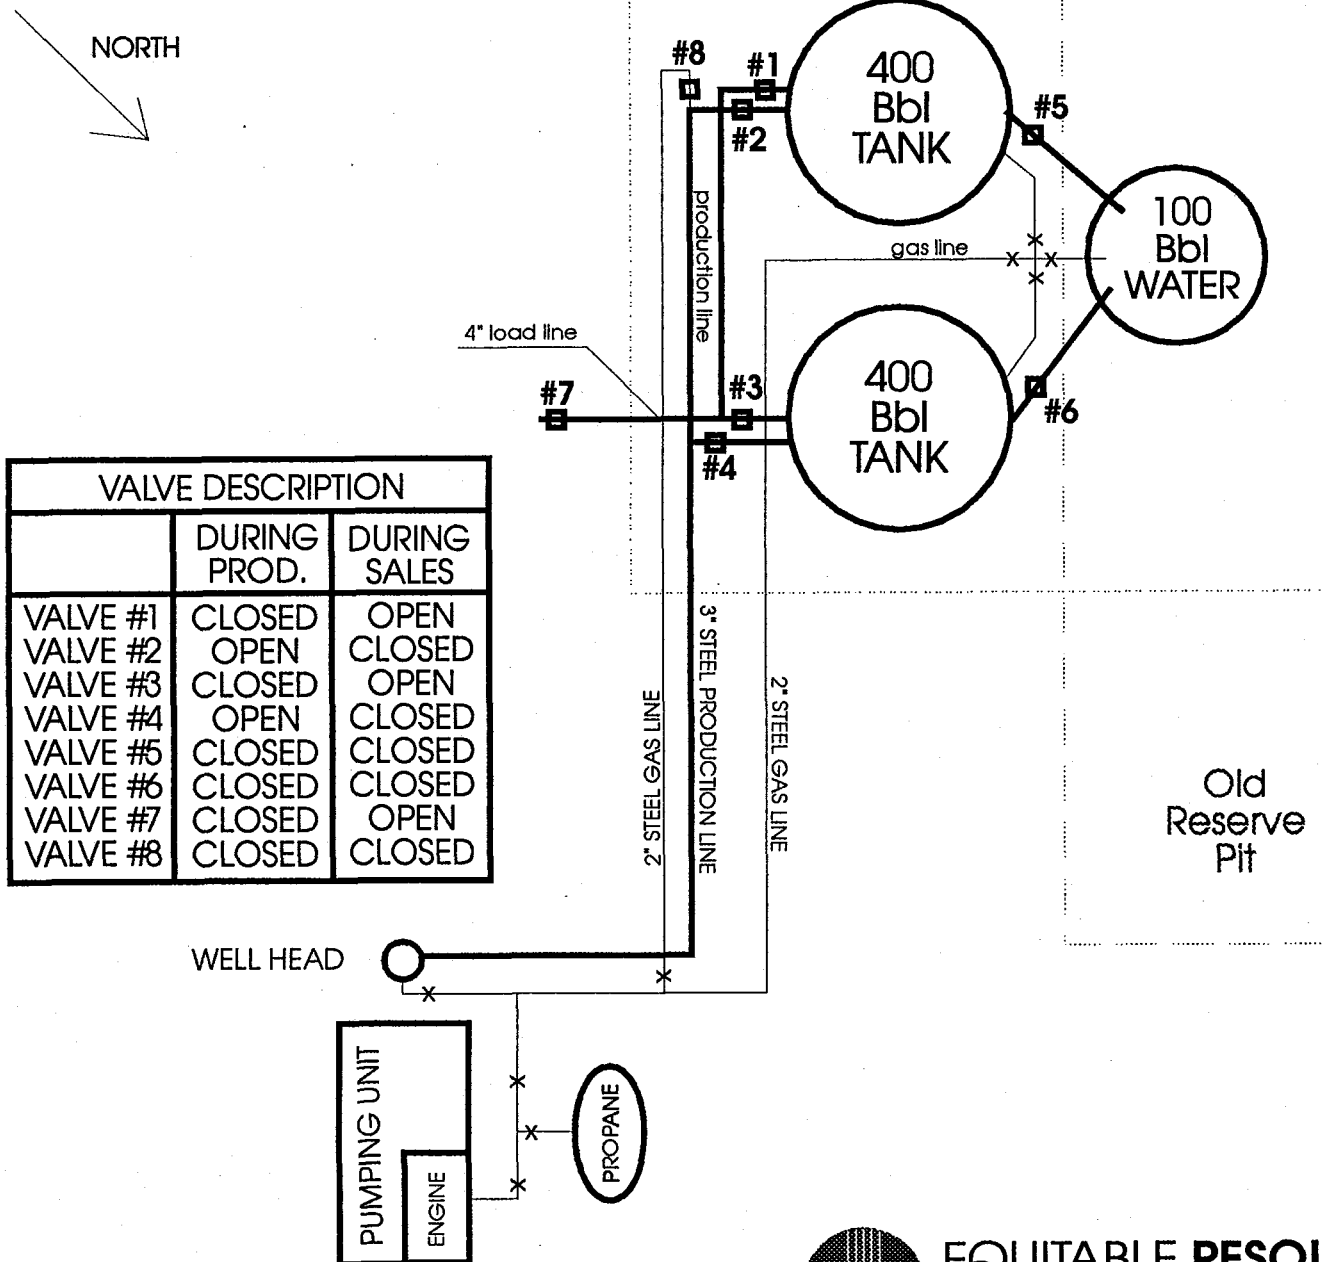 NORTH
#8
#1
#2
400
Bbl
TANK
#5
100
Bbl
WATER
production line
gas line
4" load line
#7
#3
#4
400
Bbl
TANK
#6
VALVE DESCRIPTION
DURING PROD. DURING SALES
VALVE #1 CLOSED OPEN
VALVE #2 OPEN CLOSED
VALVE #3 CLOSED OPEN
VALVE #4 OPEN CLOSED
VALVE #5 CLOSED CLOSED
VALVE #6 CLOSED CLOSED
VALVE #7 CLOSED OPEN
VALVE #8 CLOSED CLOSED
2" STEEL GAS LINE
3" STEEL PRODUCTION LINE
2" STEEL GAS LINE
Old
Reserve
Pit
WELL HEAD
PUMPING UNIT
ENGINE
PROPANE
EQUITABLE